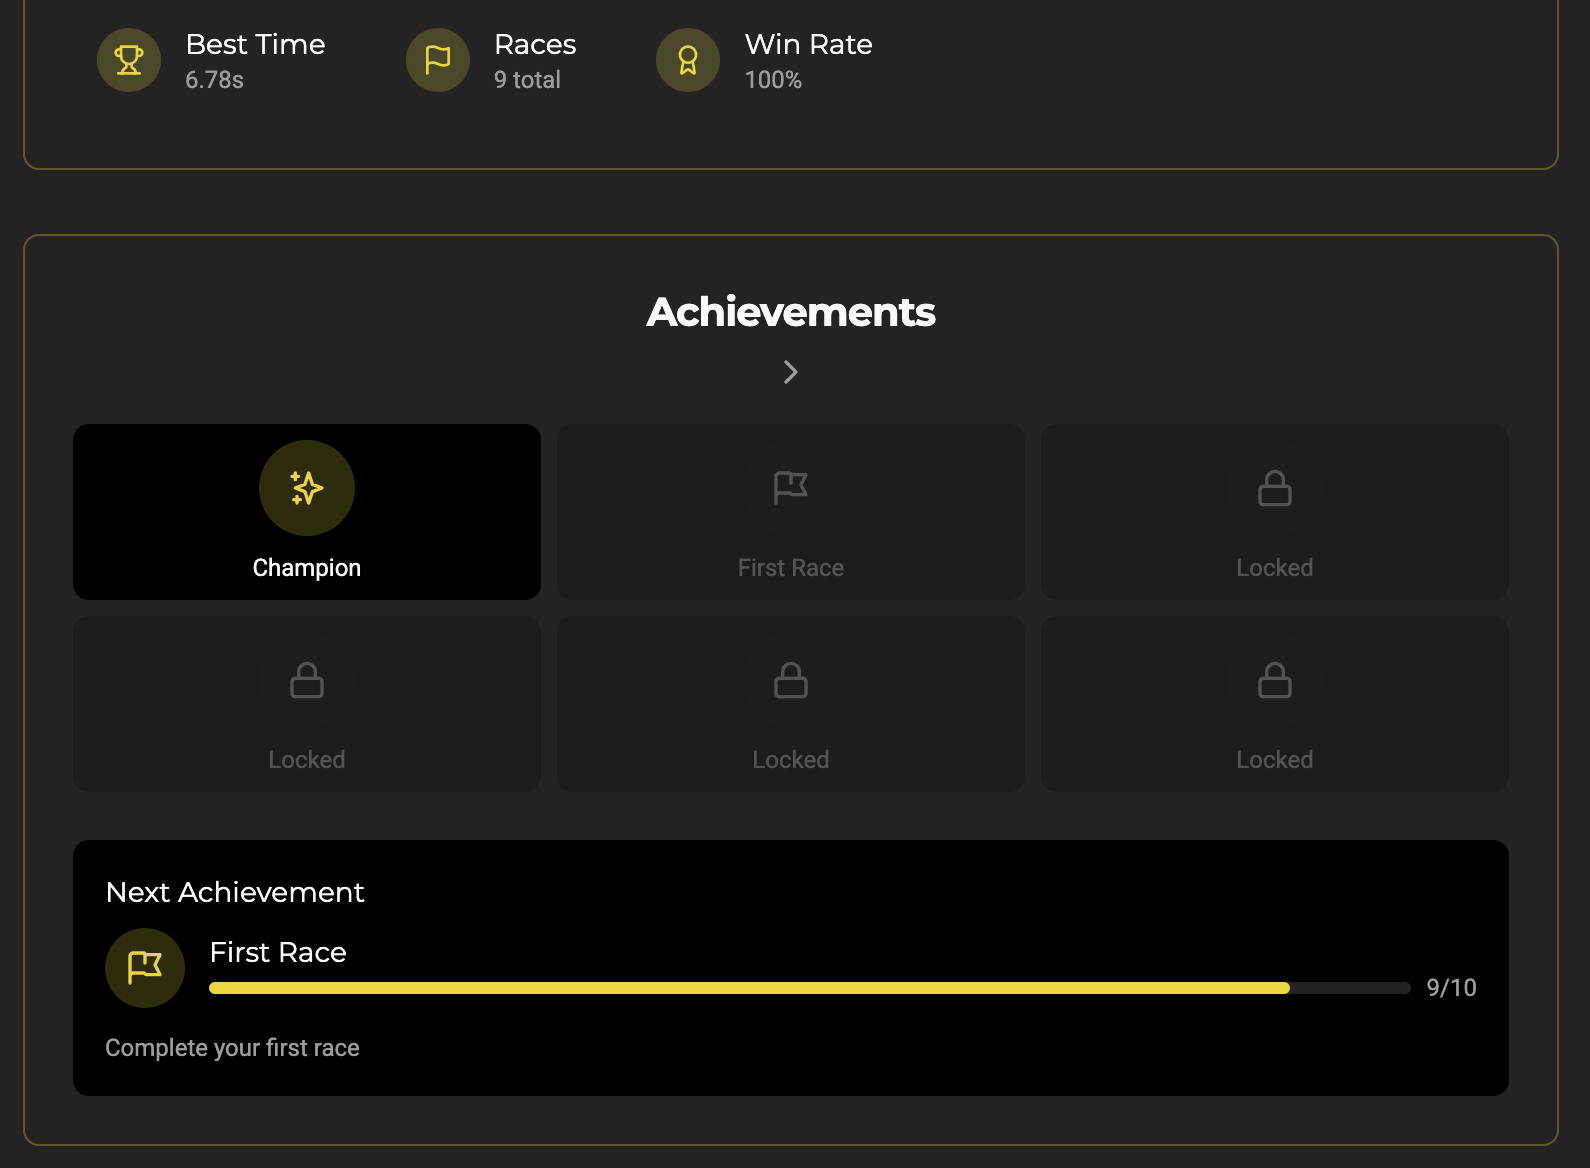 Best Time
6.78s
Races
9 total
Win Rate
100%
Achievements
Champion
First Race
Locked
Locked
Locked
Locked
Next Achievement
First Race
9/10
Complete your first race